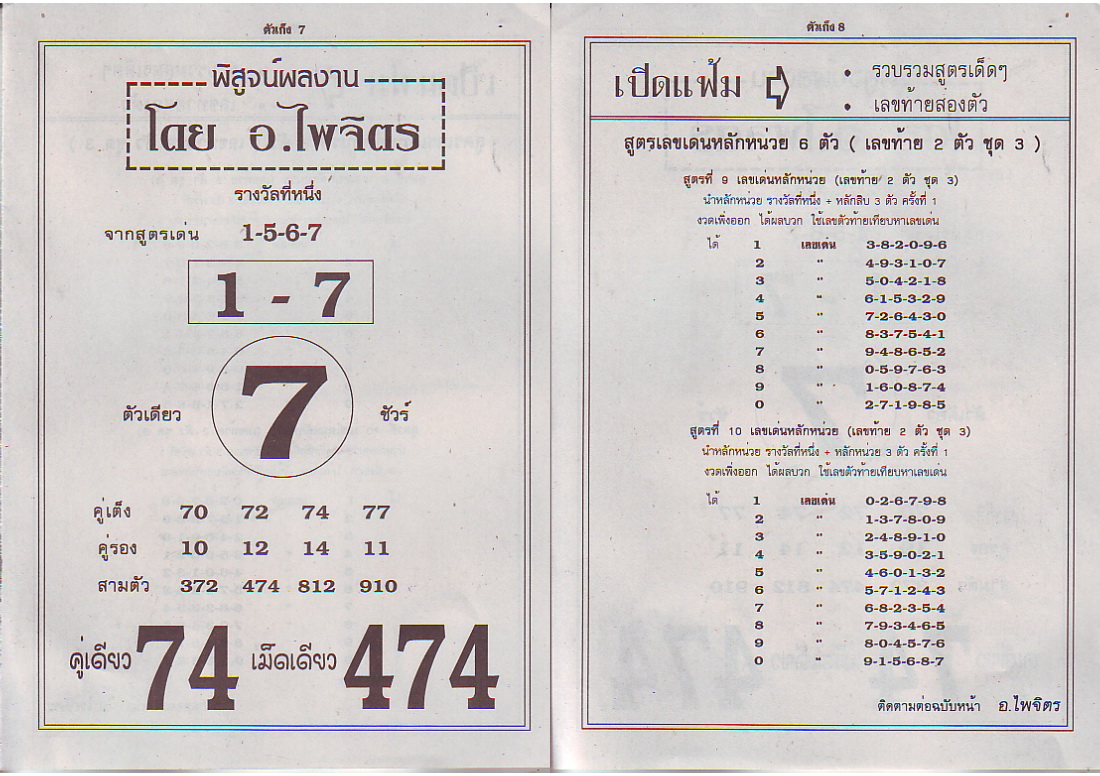 ตัวเก็ง 7
พิสูจน์ผลงาน
โดย อ.ไพจิตร
รางวัลที่หนึ่ง
จากสูตรเด่น 1-5-6-7
1 - 7
7
ตัวเดียว ชัวร์
คู่เต็ง 70 72 74 77
คู่รอง 10 12 14 11
สามตัว 372 474 812 910
คู่เดียว 74 เม็ดเดียว 474
ตัวเก็ง 8
เปิดแฟ้ม
• รวบรวมสูตรเด็ดๆ
• เลขท้ายสองตัว
สูตรเลขเด่นหลักหน่วย 6 ตัว ( เลขท้าย 2 ตัว ชุด 3 )
สูตรที่ 9 เลขเด่นหลักหน่วย (เลขท้าย 2 ตัว ชุด 3)
นำหลักหน่วย รางวัลที่หนึ่ง + หลักสิบ 3 ตัว ครั้งที่ 1
งวดเพิ่งออก ได้ผลบวก ใช้เลขตัวท้ายเทียบหาเลขเด่น
ได้ 1 เลขเด่น 3-8-2-0-9-6
2 " 4-9-3-1-0-7
3 " 5-0-4-2-1-8
4 " 6-1-5-3-2-9
5 " 7-2-6-4-3-0
6 " 8-3-7-5-4-1
7 " 9-4-8-6-5-2
8 " 0-5-9-7-6-3
9 " 1-6-0-8-7-4
0 " 2-7-1-9-8-5
สูตรที่ 10 เลขเด่นหลักหน่วย (เลขท้าย 2 ตัว ชุด 3)
นำหลักหน่วย รางวัลที่หนึ่ง + หลักหน่วย 3 ตัว ครั้งที่ 1
งวดเพิ่งออก ได้ผลบวก ใช้เลขตัวท้ายเทียบหาเลขเด่น
ได้ 1 เลขเด่น 0-2-6-7-9-8
2 " 1-3-7-8-0-9
3 " 2-4-8-9-1-0
4 " 3-5-9-0-2-1
5 " 4-6-0-1-3-2
6 " 5-7-1-2-4-3
7 " 6-8-2-3-5-4
8 " 7-9-3-4-6-5
9 " 8-0-4-5-7-6
0 " 9-1-5-6-8-7
ติดตามต่อฉบับหน้า อ.ไพจิตร